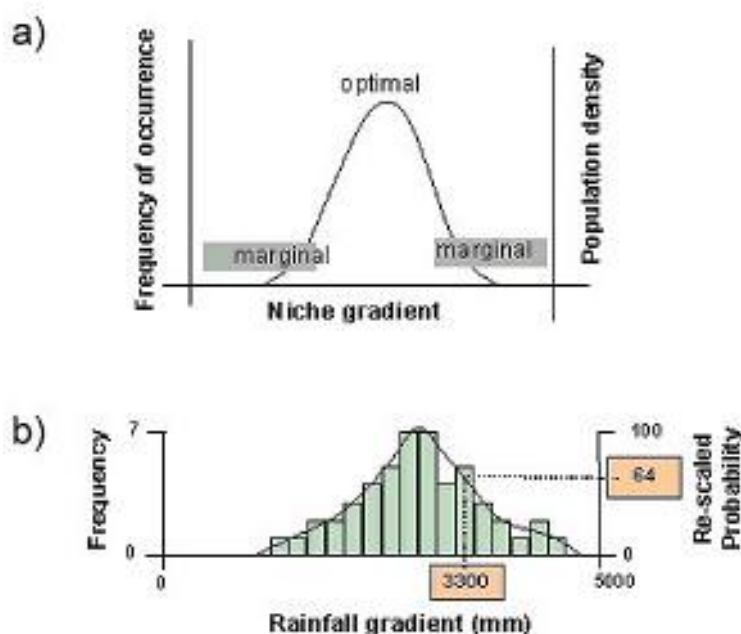 a)
Frequency of occurrence
optimal
marginal
marginal
Population density
Niche gradient
b)
Frequency
7
0
100
64
0
Re-scaled
Probability
0
3300
5000
Rainfall gradient (mm)